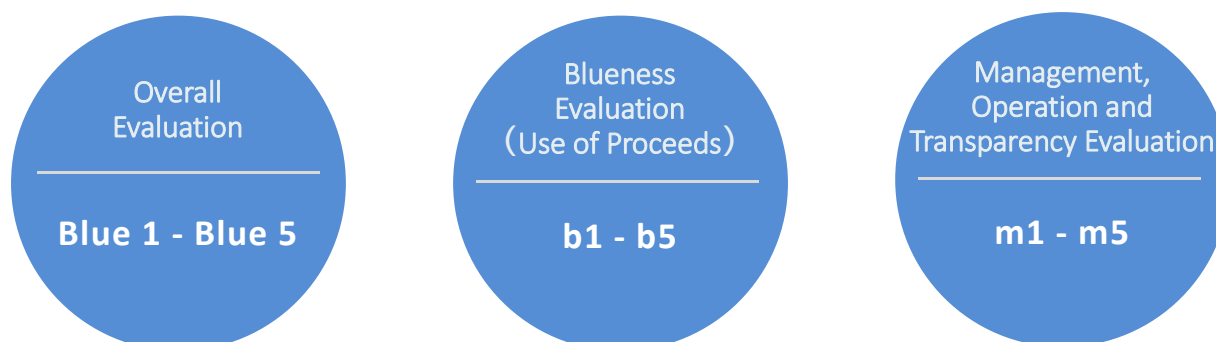 Overall
Evaluation
Blue 1 - Blue 5
Blueness
Evaluation
（Use of Proceeds）
b1 - b5
Management,
Operation and
Transparency Evaluation
m1 - m5